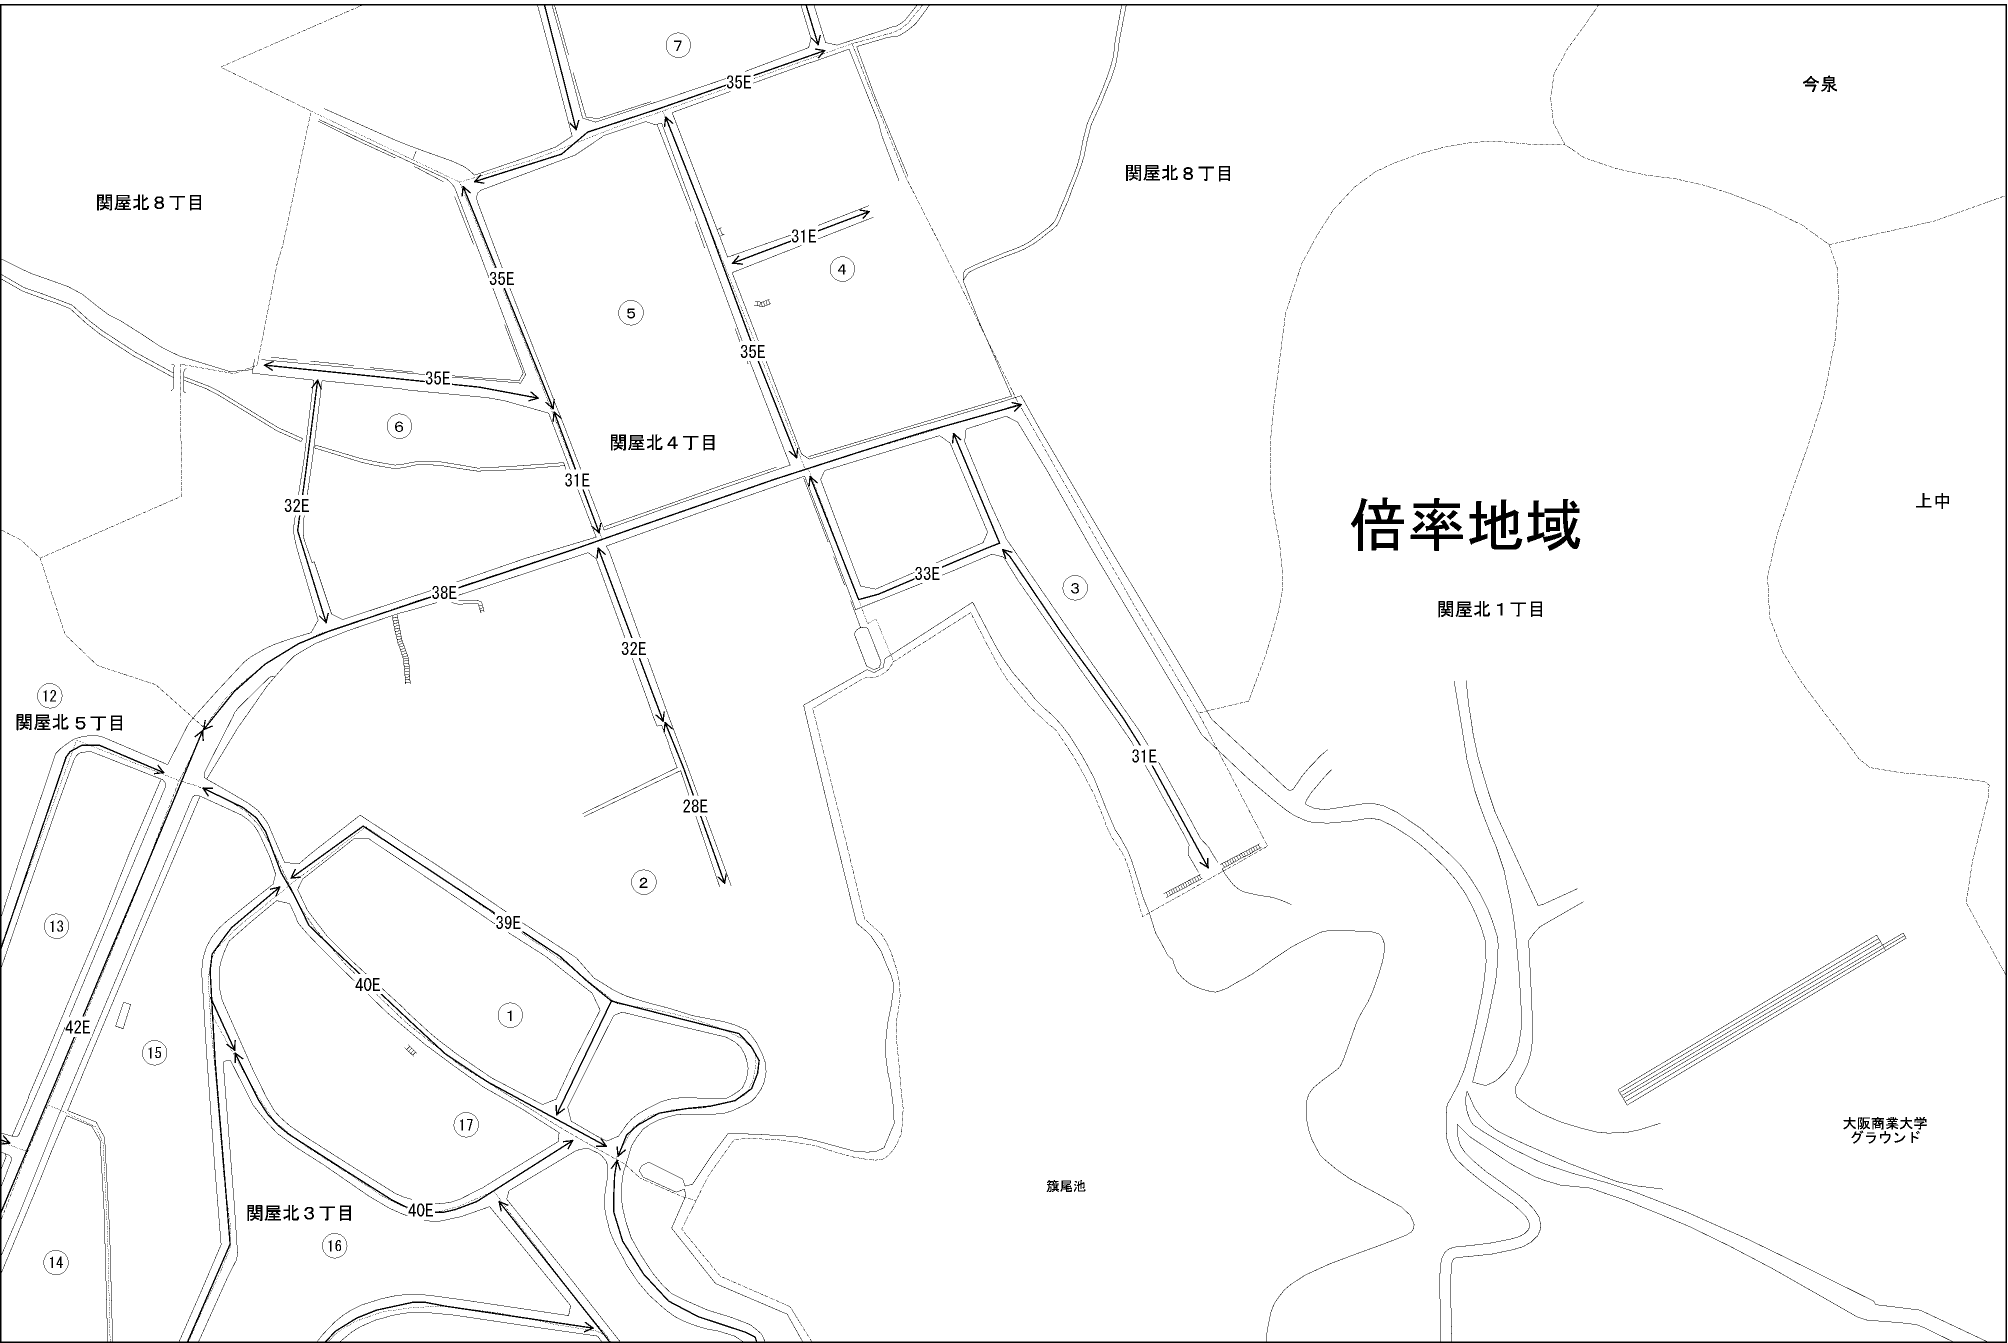 ⑦
35E
今泉
関屋北８丁目
関屋北８丁目
31E
④
35E
⑤
35E
35E
⑥
関屋北４丁目
31E
32E
倍率地域
上中
33E
③
38E
関屋北１丁目
32E
⑫
関屋北５丁目
31E
28E
②
39E
⑬
40E
①
42E
⑮
⑰
大阪商業大学
グラウンド
籏尾池
40E
関屋北３丁目
⑯
⑭